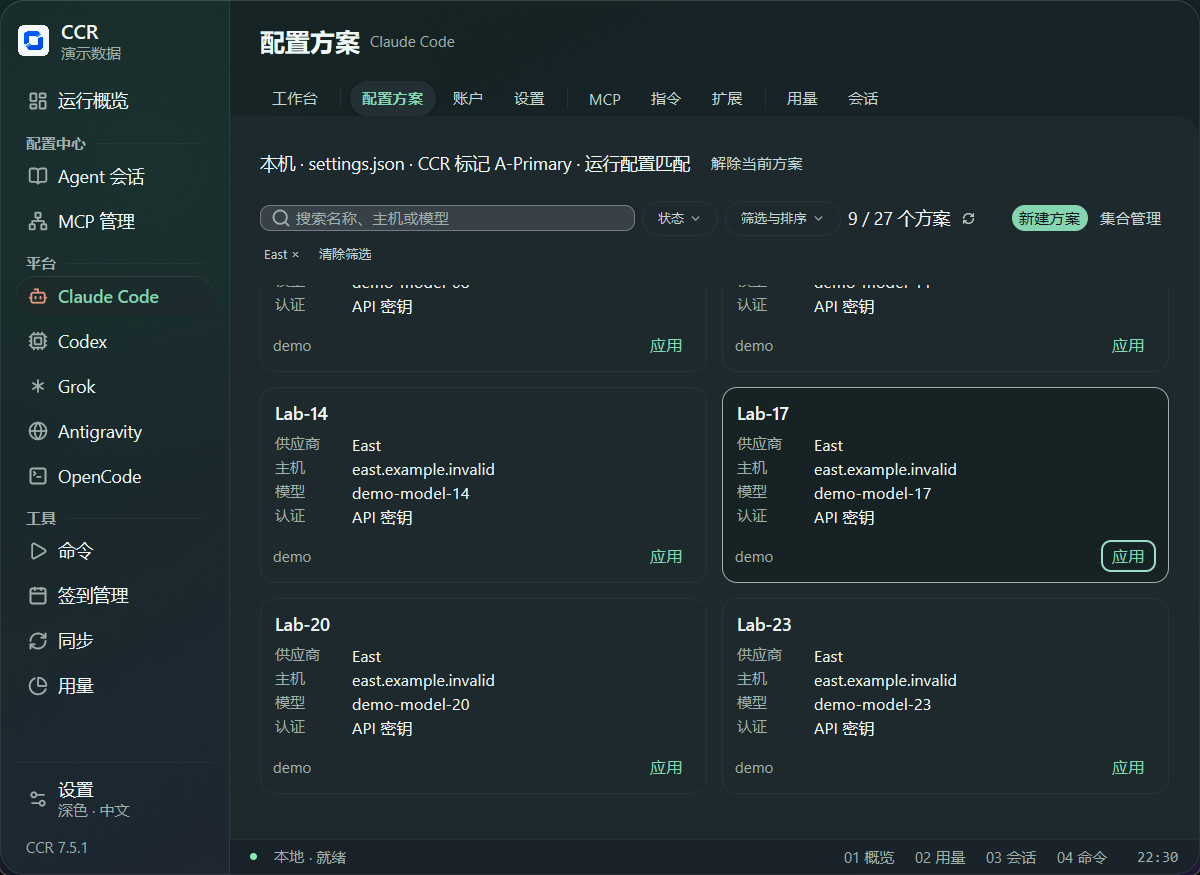 CCR
演示数据
运行概览
配置中心
Agent 会话
MCP 管理
平台
Claude Code
Codex
Grok
Antigravity
OpenCode
工具
命令
签到管理
同步
用量
设置
深色 · 中文
CCR 7.5.1
配置方案 Claude Code
工作台 配置方案 账户 设置 MCP 指令 扩展 用量 会话
本机 · settings.json · CCR 标记 A-Primary · 运行配置匹配 解除当前方案
搜索名称、主机或模型 状态 筛选与排序 9 / 27 个方案 新建方案 集合管理
East × 清除筛选
认证 API 密钥
demo 应用
认证 API 密钥
demo 应用
Lab-14
供应商 East
主机 east.example.invalid
模型 demo-model-14
认证 API 密钥
demo 应用
Lab-17
供应商 East
主机 east.example.invalid
模型 demo-model-17
认证 API 密钥
demo 应用
Lab-20
供应商 East
主机 east.example.invalid
模型 demo-model-20
认证 API 密钥
demo 应用
Lab-23
供应商 East
主机 east.example.invalid
模型 demo-model-23
认证 API 密钥
demo 应用
本地 · 就绪 01 概览 02 用量 03 会话 04 命令 22:30